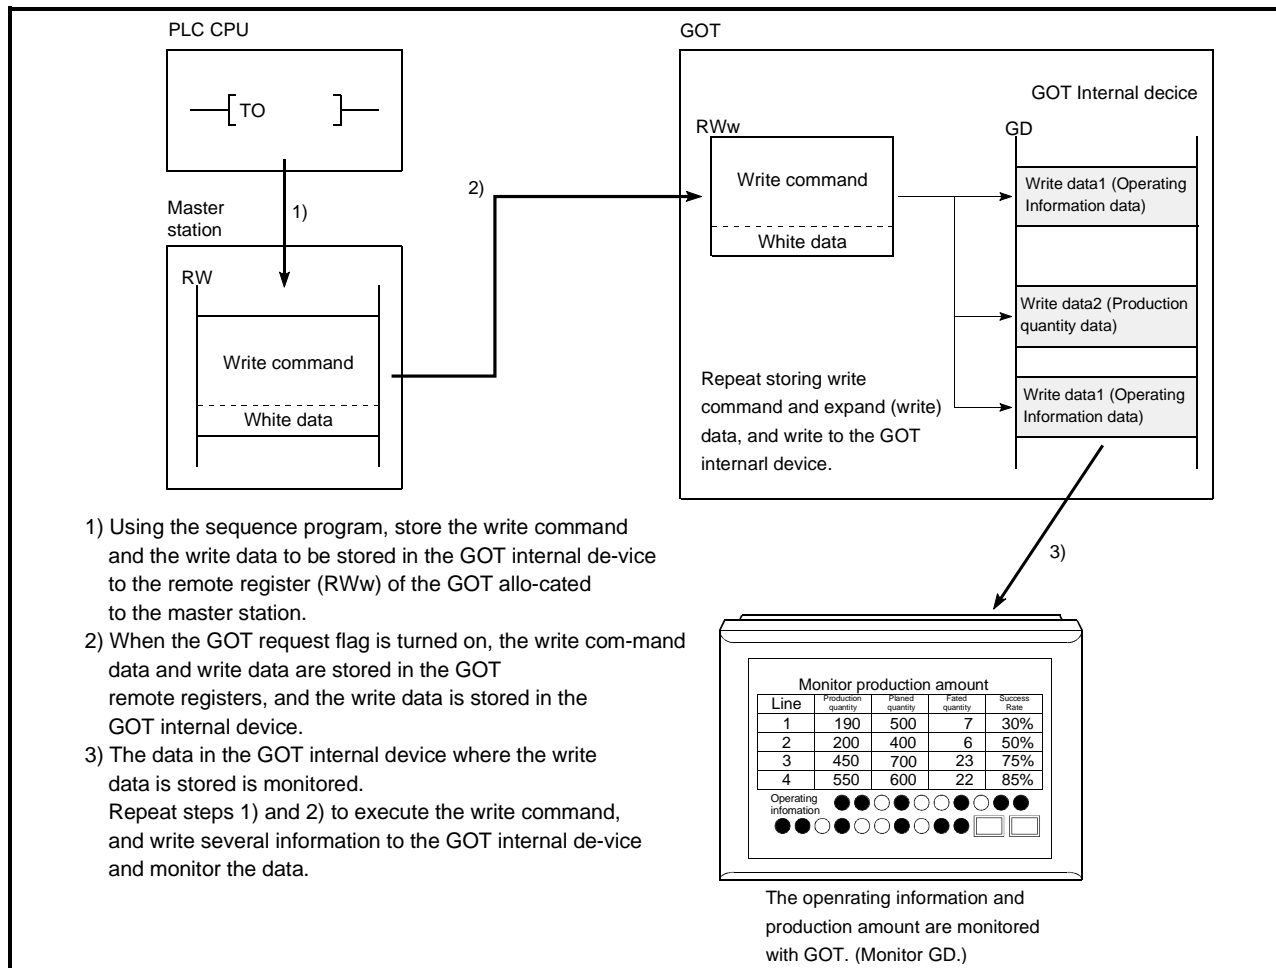 PLC CPU
TO
Master
station
1)
RW
Write command
White data
2)
GOT
GOT Internal decice
RWw
GD
Write command
White data
Write data1 (Operating
Information data)
Write data2 (Production
quantity data)
Write data1 (Operating
Information data)
Repeat storing write
command and expand (write)
data, and write to the GOT
internarl device.
3)
1) Using the sequence program, store the write command
and the write data to be stored in the GOT internal de-vice
to the remote register (RWw) of the GOT allo-cated
to the master station.
2) When the GOT request flag is turned on, the write com-mand
data and write data are stored in the GOT
remote registers, and the write data is stored in the
GOT internal device.
3) The data in the GOT internal device where the write
data is stored is monitored.
Repeat steps 1) and 2) to execute the write command,
and write several information to the GOT internal de-vice
and monitor the data.
Monitor production amount
Line Production quantity Planed quantity Fated quantity Success Rate
1 190 500 7 30%
2 200 400 6 50%
3 450 700 23 75%
4 550 600 22 85%
Operating
infomation
The openrating information and
production amount are monitored
with GOT. (Monitor GD.)